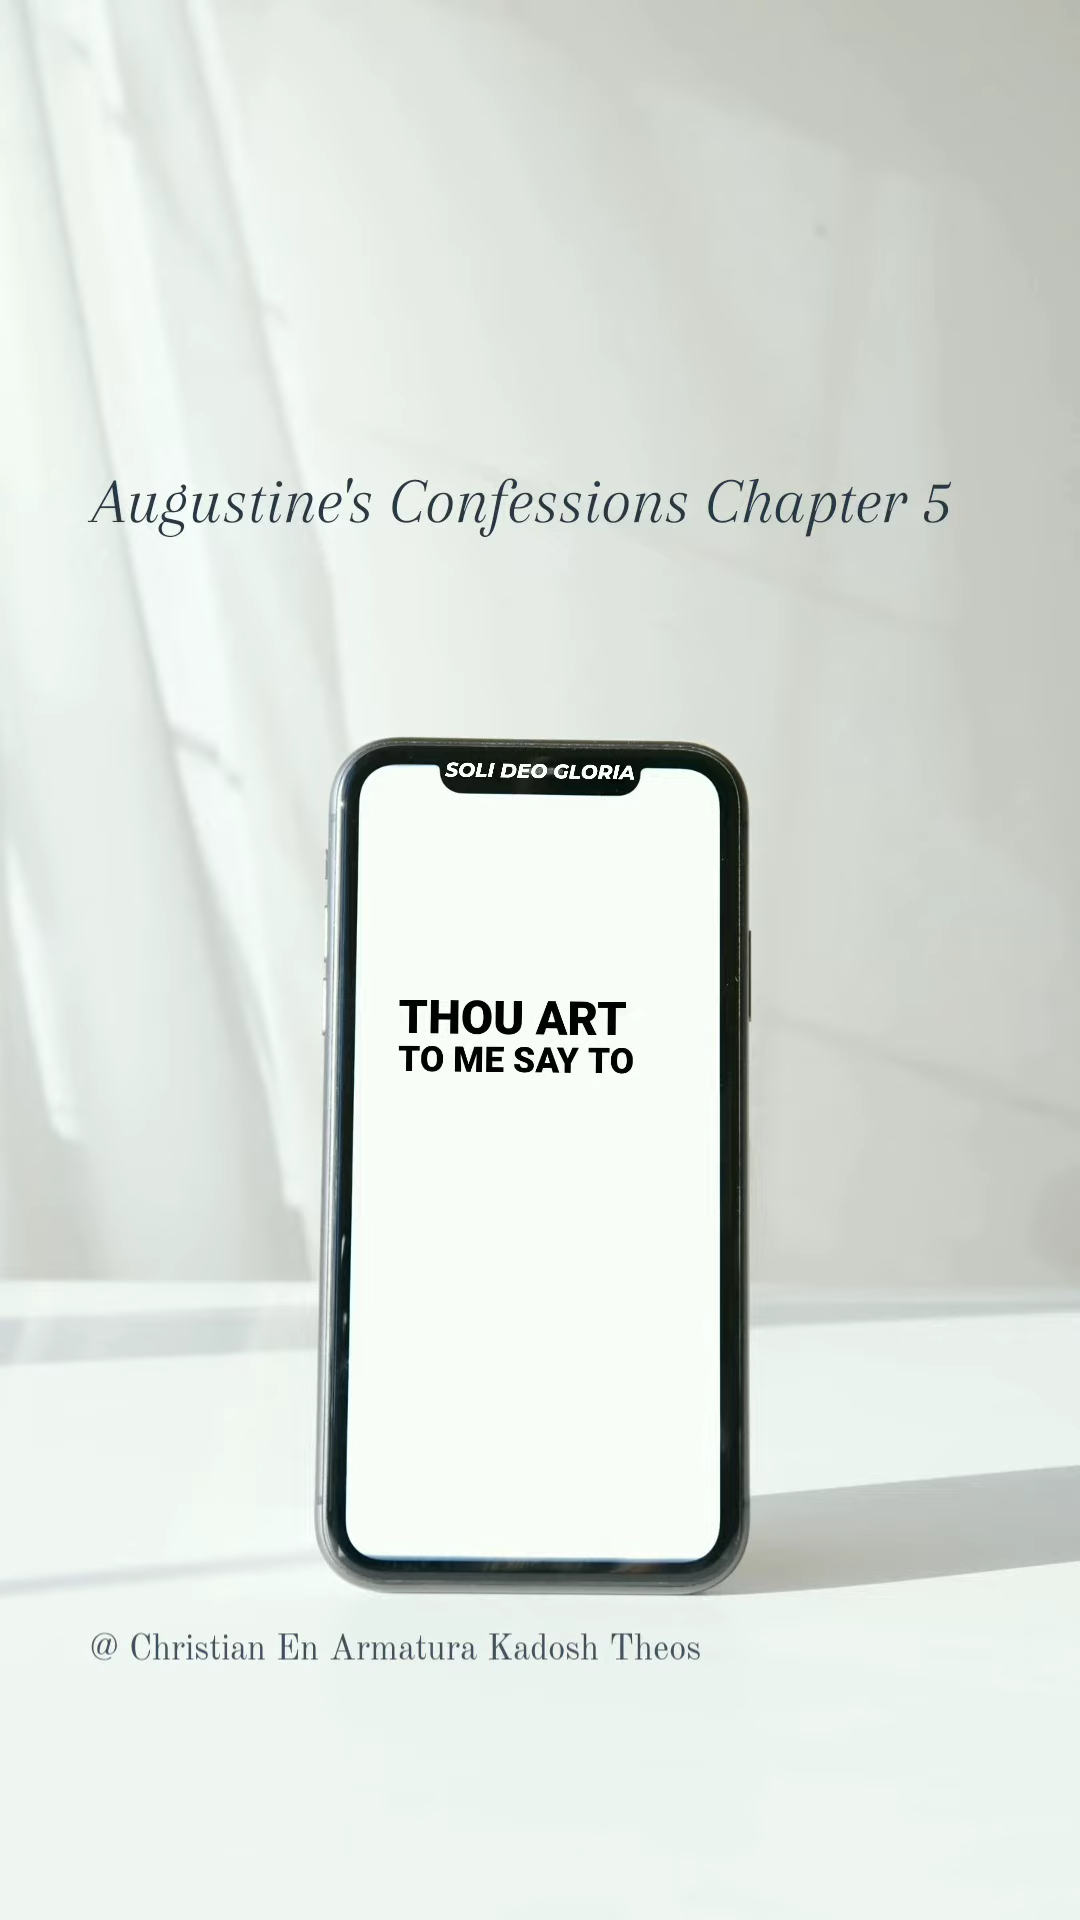 Augustine's Confessions Chapter 5
SOLI DEO GLORIA
THOU ART
TO ME SAY TO
@ Christian En Armatura Kadosh Theos